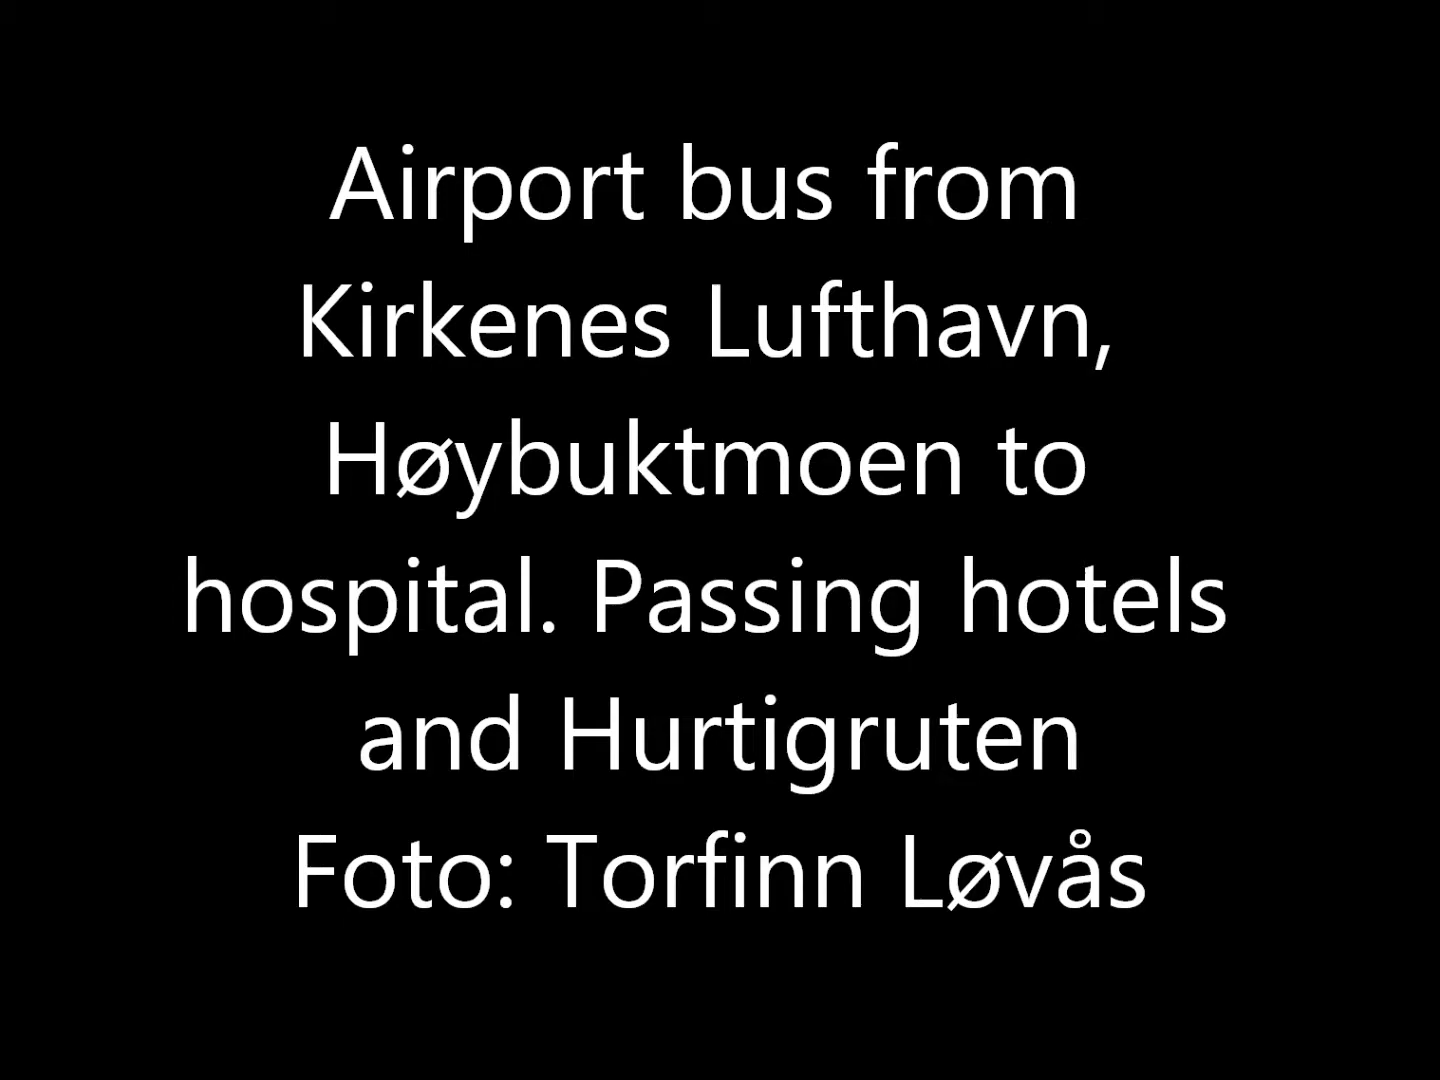 Airport bus from
Kirkenes Lufthavn,
Høybuktmoen to
hospital. Passing hotels
and Hurtigruten
Foto: Torfinn Løvås